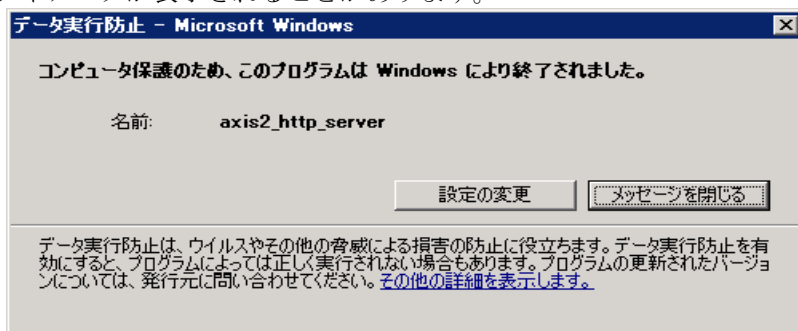 データ実行防止 - Microsoft Windows
コンピュータ保護のため、このプログラムは Windows により終了されました。
名前: axis2_http_server
設定の変更 メッセージを閉じる
データ実行防止は、ウイルスやその他の脅威による損害の防止に役立ちます。データ実行防止を有
効にすると、プログラムによっては正しく実行されない場合もあります。プログラムの更新されたバージョ
ンについては、発行元に問い合わせてください。その他の詳細を表示します。